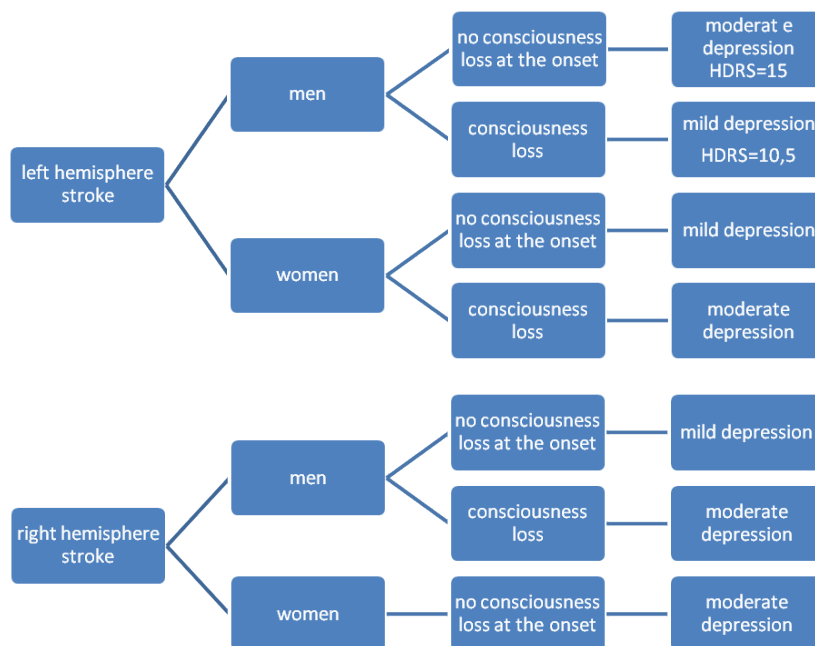 left hemisphere
stroke
men
no consciousness
loss at the onset
moderat e
depression
HDRS=15
consciousness
loss
mild depression
HDRS=10,5
women
no consciousness
loss at the onset
mild depression
consciousness
loss
moderate
depression
right hemisphere
stroke
men
no consciousness
loss at the onset
mild depression
consciousness
loss
moderate
depression
women
no consciousness
loss at the onset
moderate
depression